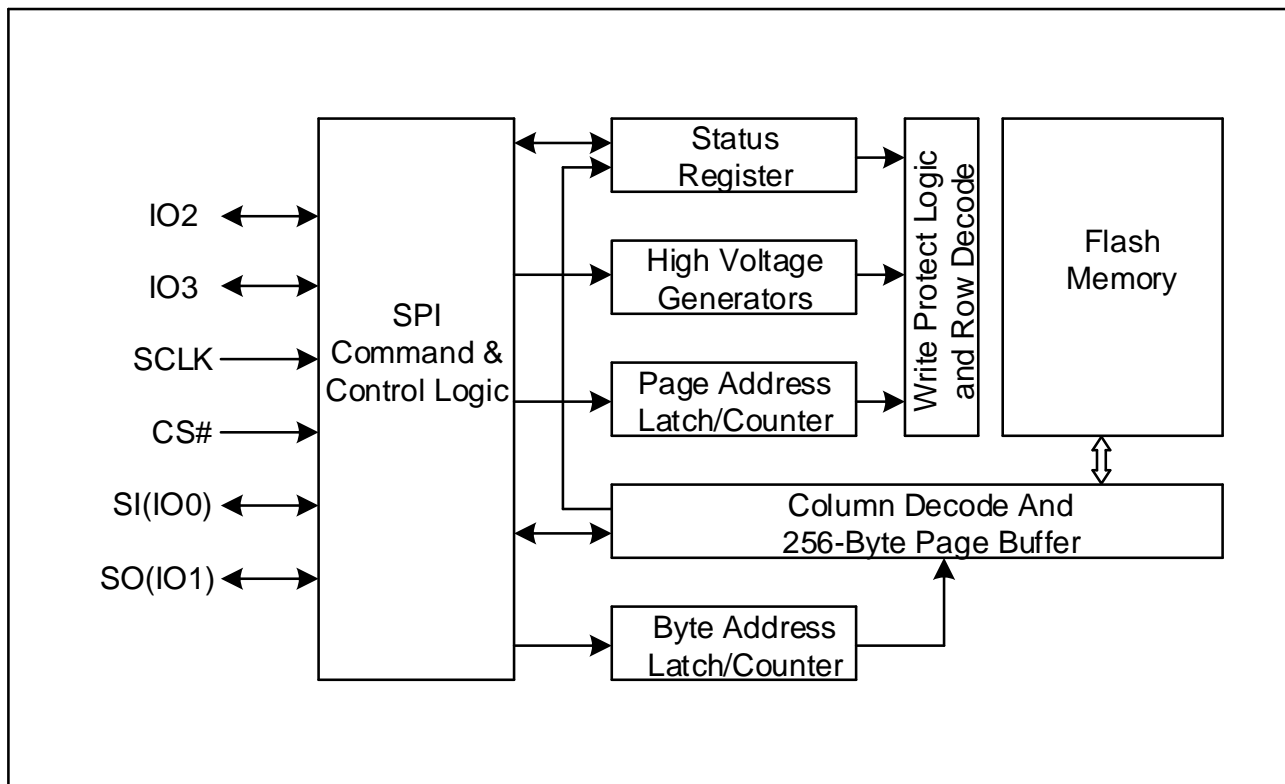 IO2
IO3
SCLK
CS#
SI(IO0)
SO(IO1)
SPI
Command &
Control Logic
Status
Register
High Voltage
Generators
Page Address
Latch/Counter
Write Protect Logic
and Row Decode
Flash
Memory
Column Decode And
256-Byte Page Buffer
Byte Address
Latch/Counter